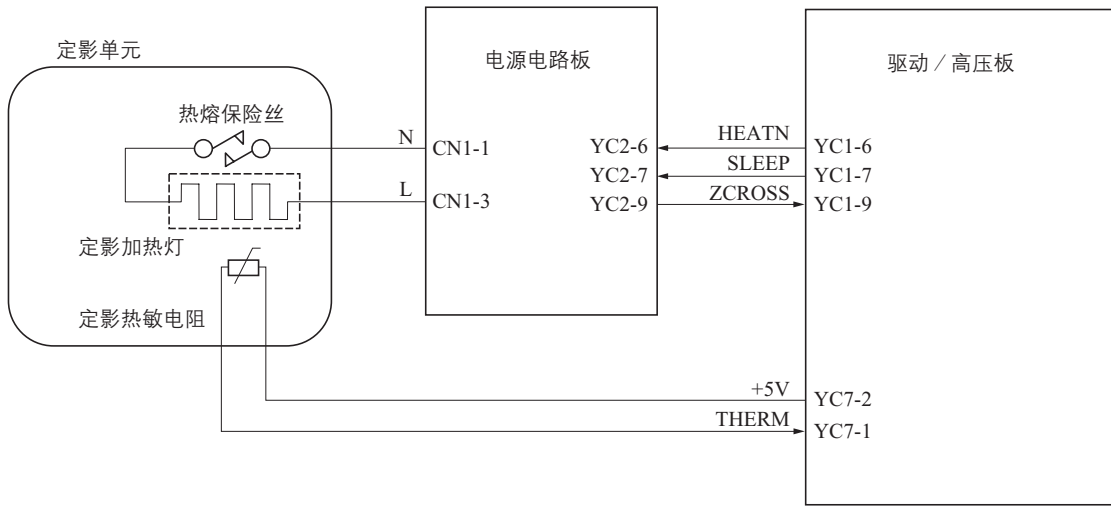 定影单元
热熔保险丝
定影加热灯
定影热敏电阻
N
L
电源电路板
CN1-1
CN1-3
YC2-6
YC2-7
YC2-9
HEATN
SLEEP
ZCROSS
驱动／高压板
YC1-6
YC1-7
YC1-9
+5V
THERM
YC7-2
YC7-1